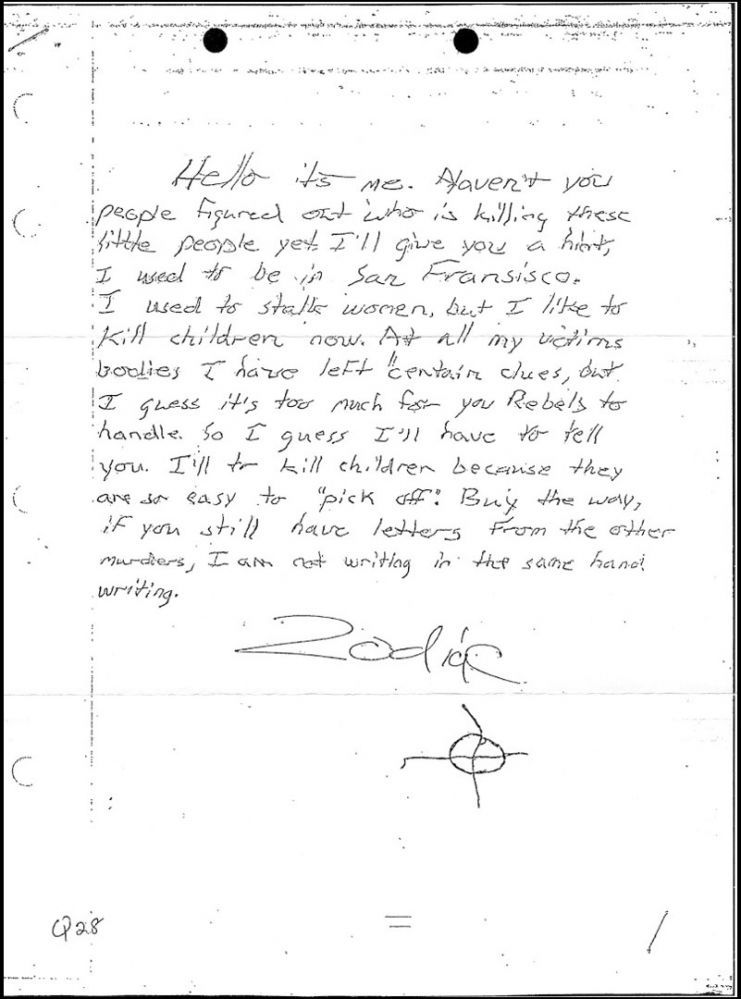 Hello it's me. Haven't you
people figured out who is killing these
little people yet? I'll give you a hint,
I used to be in San Fransisco.
I used to stalk women, but I like to
kill children now. At all my victims
bodies I have left "certain clues, but
I guess it's too much for you Rebels to
handle. So I guess I'll have to tell
you. I'll to kill children because they
are so easy to "pick off". Buy the way,
if you still have letters from the other
murders, I am not writing in the same hand
writing.
Zodiac
Q28